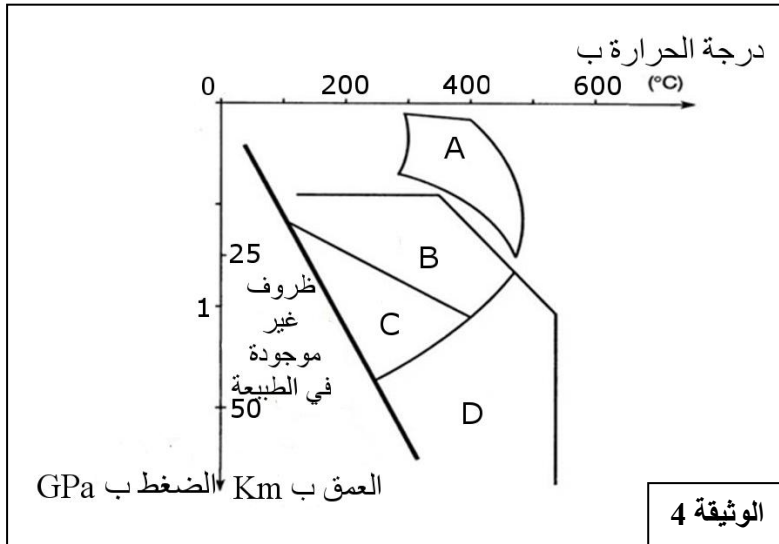 درجة الحرارة ب
0 200 400 600 (°C)
A
B
25
ظروف
غير
موجودة
في الطبيعة
1
C
50
D
الضغط ب GPa
العمق ب Km
الوثيقة 4